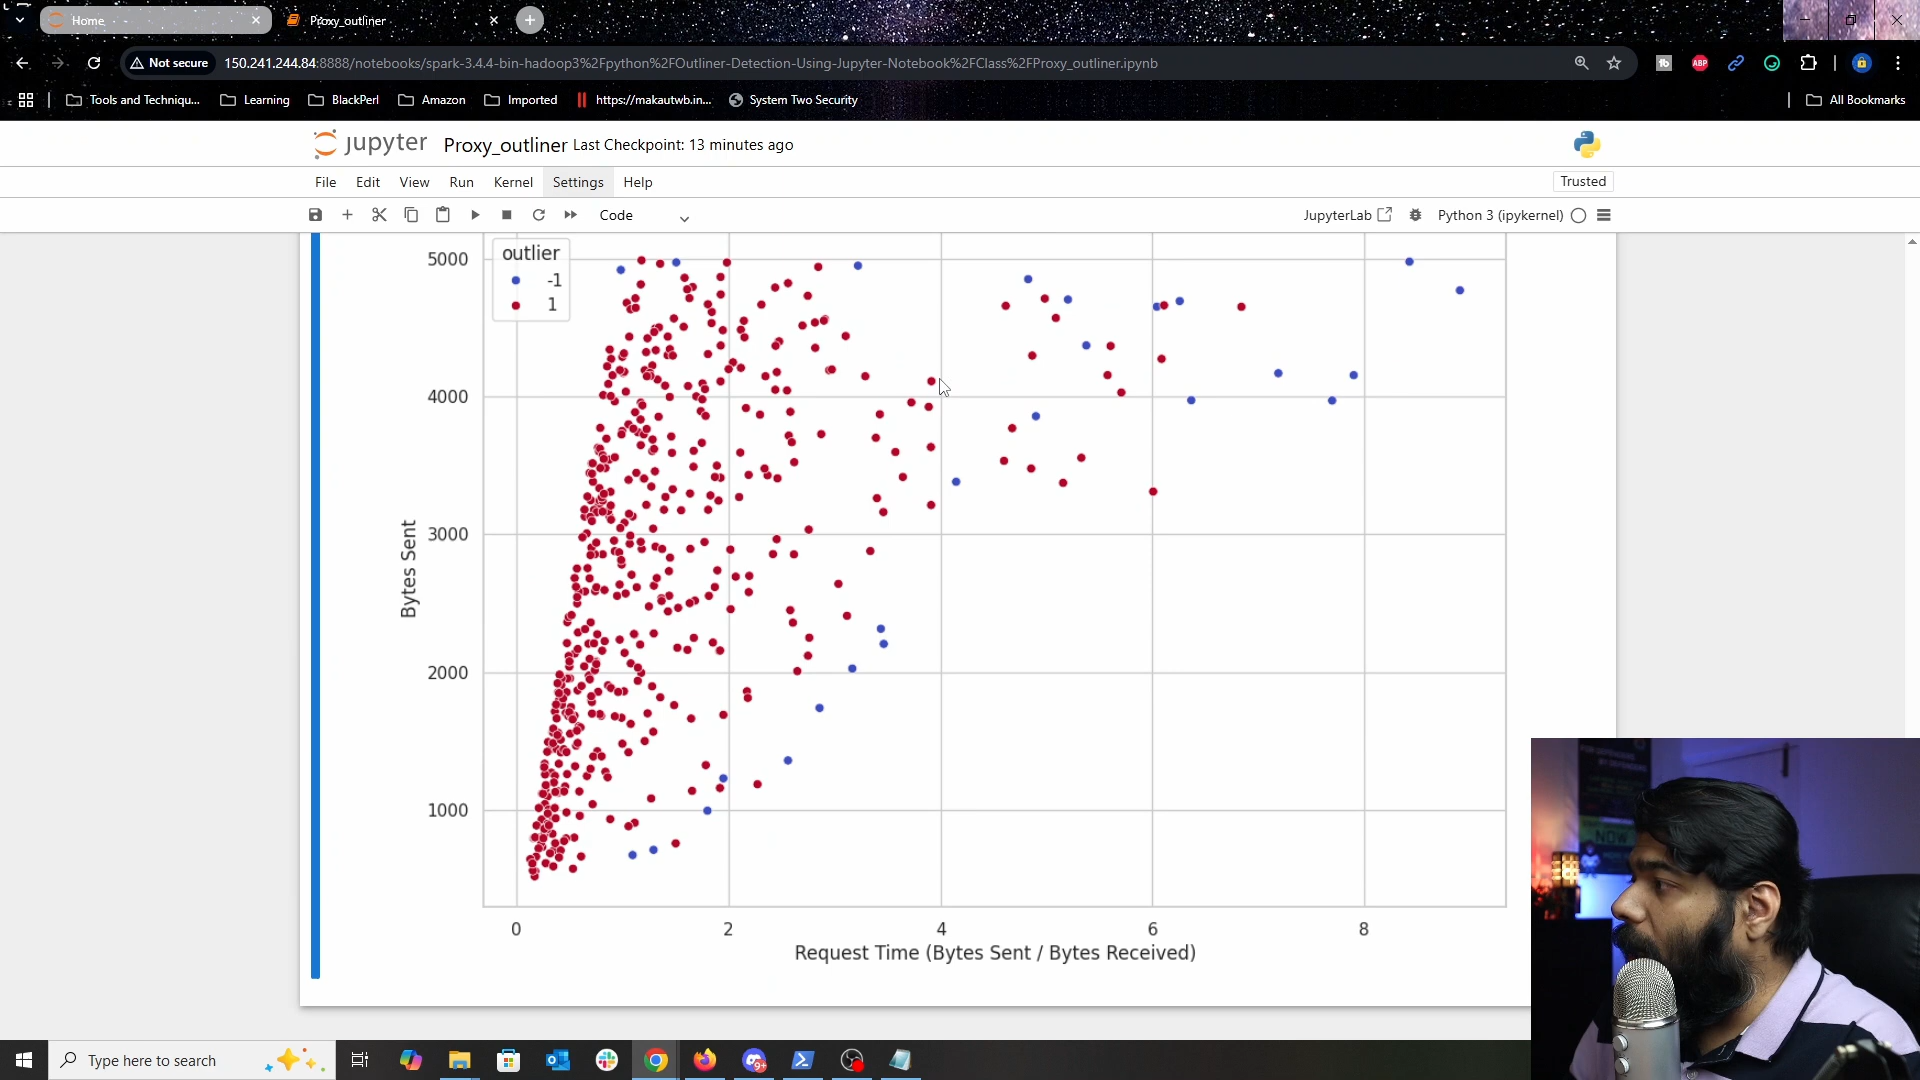 Home
Proxy_outliner
Not secure
150.241.244.84:8888/notebooks/spark-3.4.4-bin-hadoop3%2Fpython%2FOutliner-Detection-Using-Jupyter-Notebook%2FClass%2FProxy_outlier.ipynb
Tools and Techniqu...
Learning
BlackPerl
Amazon
Imported
https://makautwb.in...
System Two Security
All Bookmarks
jupyter
Proxy_outliner Last Checkpoint: 13 minutes ago
File Edit View Run Kernel Settings Help
Trusted
Code
JupyterLab
Python 3 (ipykernel)
outlier
-1
1
5000
4000
3000
2000
1000
Bytes Sent
0 2 4 6 8
Request Time (Bytes Sent / Bytes Received)
NOW
Type here to search
9+